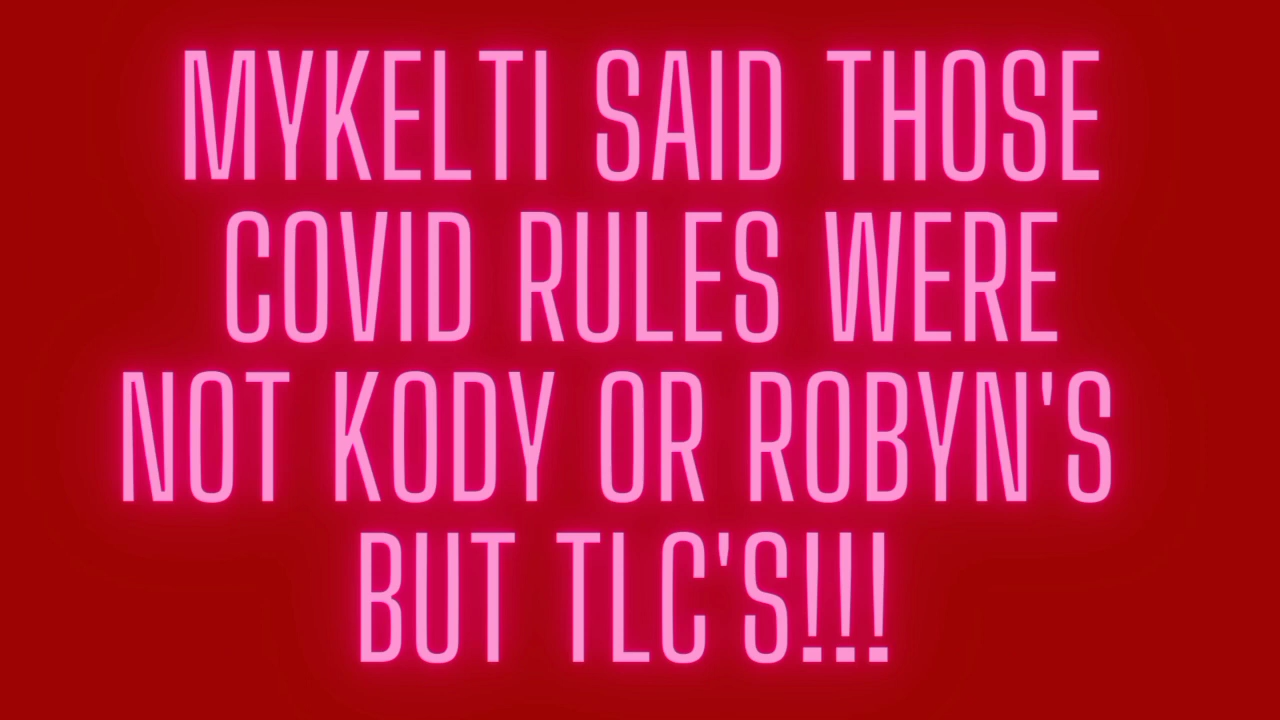 MYKELTI SAID THOSE
COVID RULES WERE
NOT KODY OR ROBYN'S
BUT TLC'S!!!